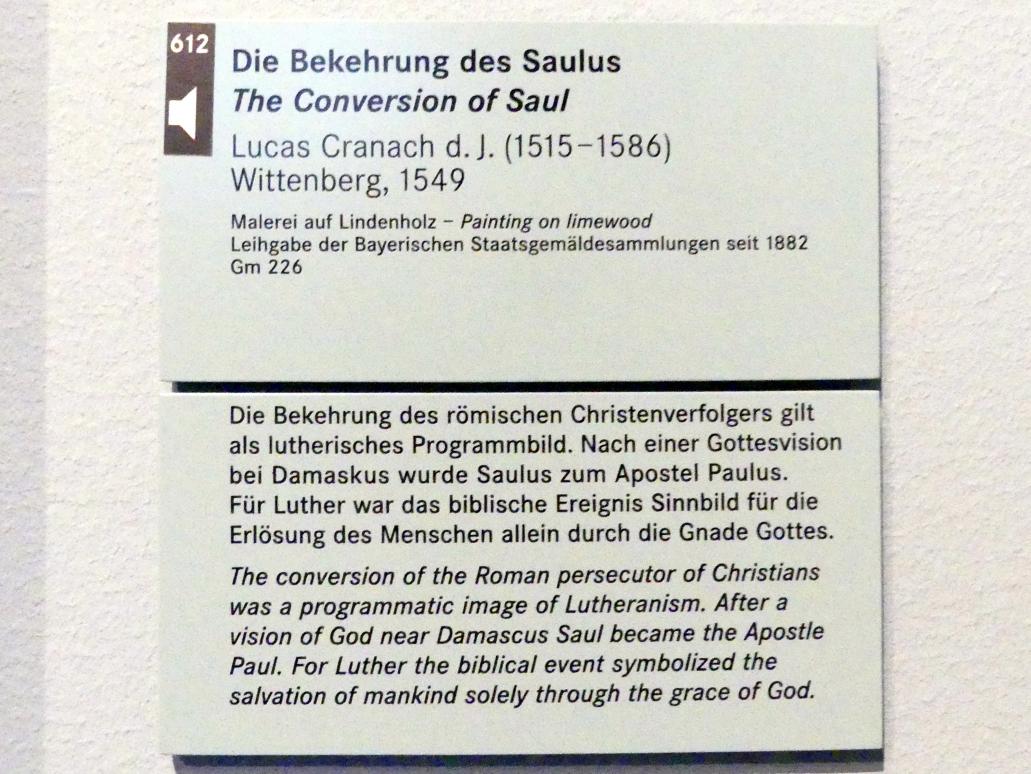 612
Die Bekehrung des Saulus
The Conversion of Saul
Lucas Cranach d. J. (1515–1586)
Wittenberg, 1549
Malerei auf Lindenholz – Painting on limewood
Leihgabe der Bayerischen Staatsgemäldesammlungen seit 1882
Gm 226
Die Bekehrung des römischen Christenverfolgers gilt
als lutherisches Programmbild. Nach einer Gottesvision
bei Damaskus wurde Saulus zum Apostel Paulus.
Für Luther war das biblische Ereignis Sinnbild für die
Erlösung des Menschen allein durch die Gnade Gottes.
The conversion of the Roman persecutor of Christians
was a programmatic image of Lutheranism. After a
vision of God near Damascus Saul became the Apostle
Paul. For Luther the biblical event symbolized the
salvation of mankind solely through the grace of God.